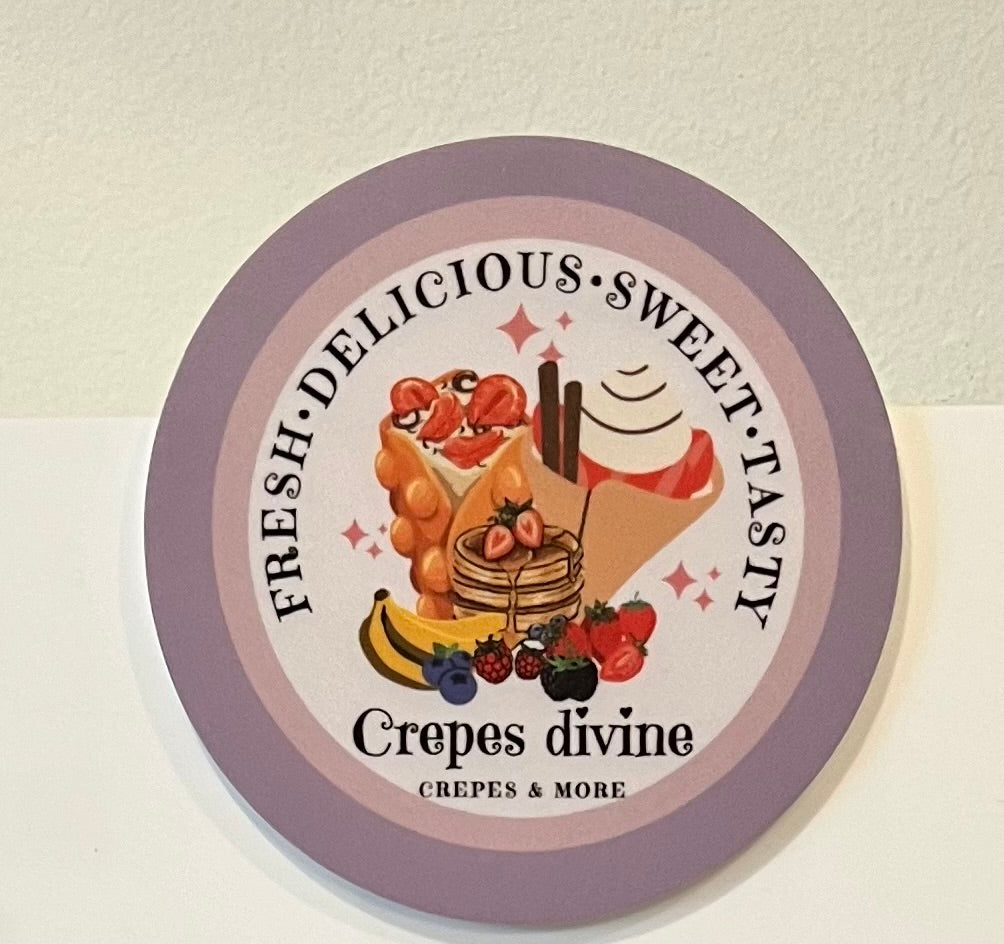 FRESH·DELICIOUS·SWEET·TASTY
Crepes divine
CREPES & MORE